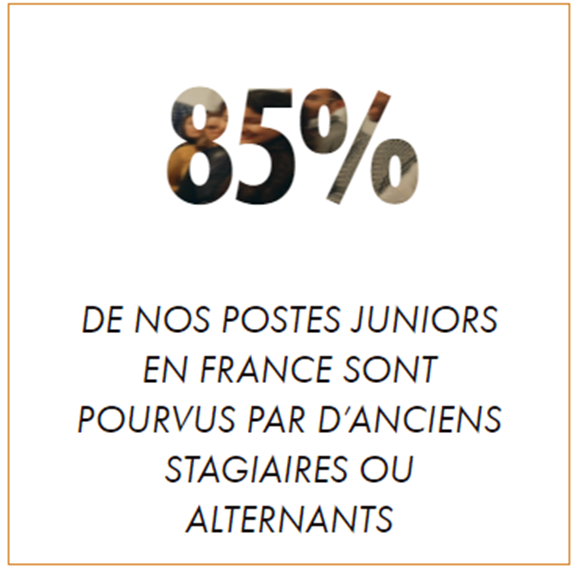 85%
DE NOS POSTES JUNIORS
EN FRANCE SONT
POURVUS PAR D’ANCIENS
STAGIAIRES OU
ALTERNANTS